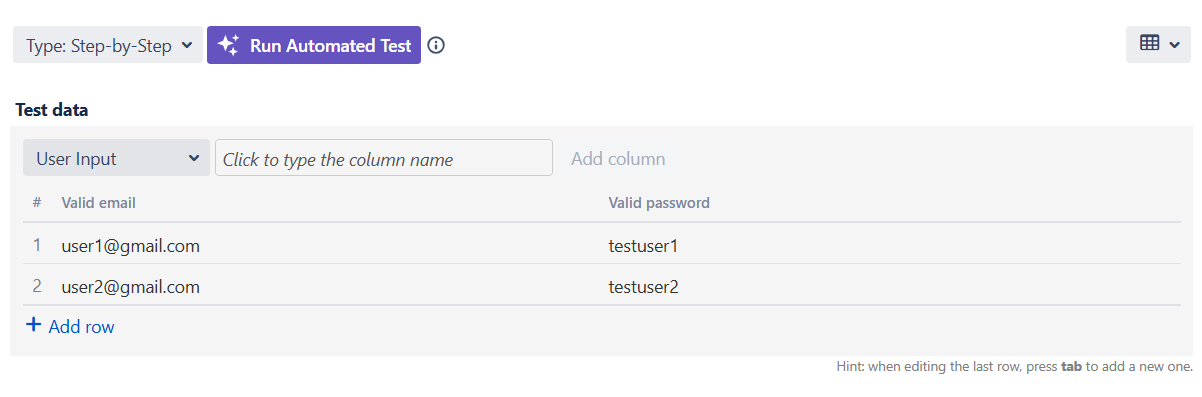 Type: Step-by-Step Run Automated Test
Test data
User Input Click to type the column name Add column
# Valid email Valid password
1 user1@gmail.com testuser1
2 user2@gmail.com testuser2
+ Add row
Hint: when editing the last row, press tab to add a new one.